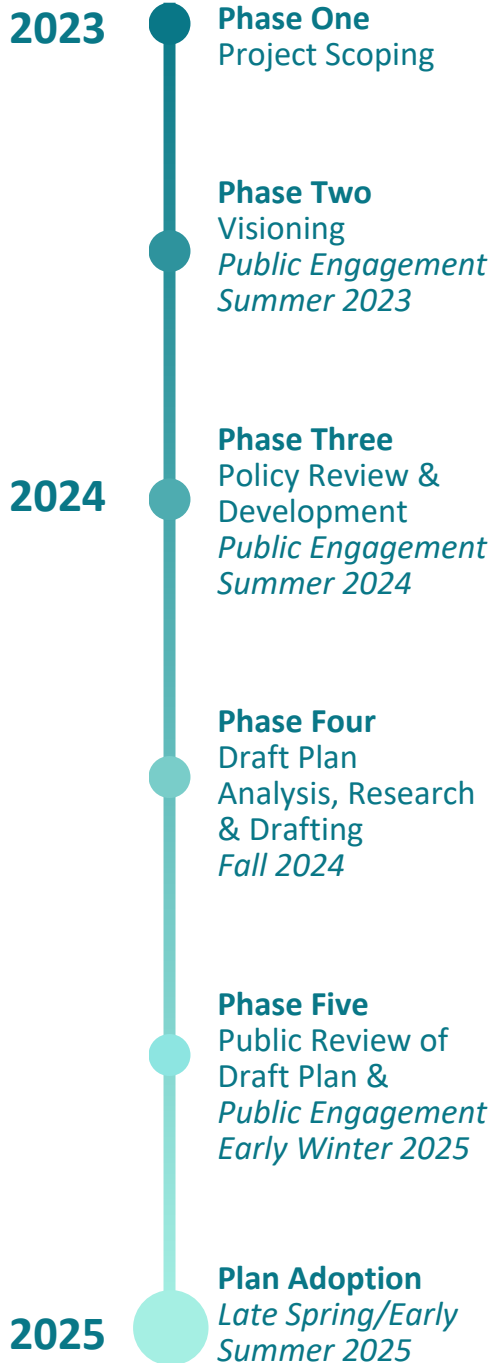 2023
Phase One
Project Scoping
Phase Two
Visioning
Public Engagement
Summer 2023
2024
Phase Three
Policy Review &
Development
Public Engagement
Summer 2024
Phase Four
Draft Plan
Analysis, Research
& Drafting
Fall 2024
Phase Five
Public Review of
Draft Plan &
Public Engagement
Early Winter 2025
2025
Plan Adoption
Late Spring/Early
Summer 2025